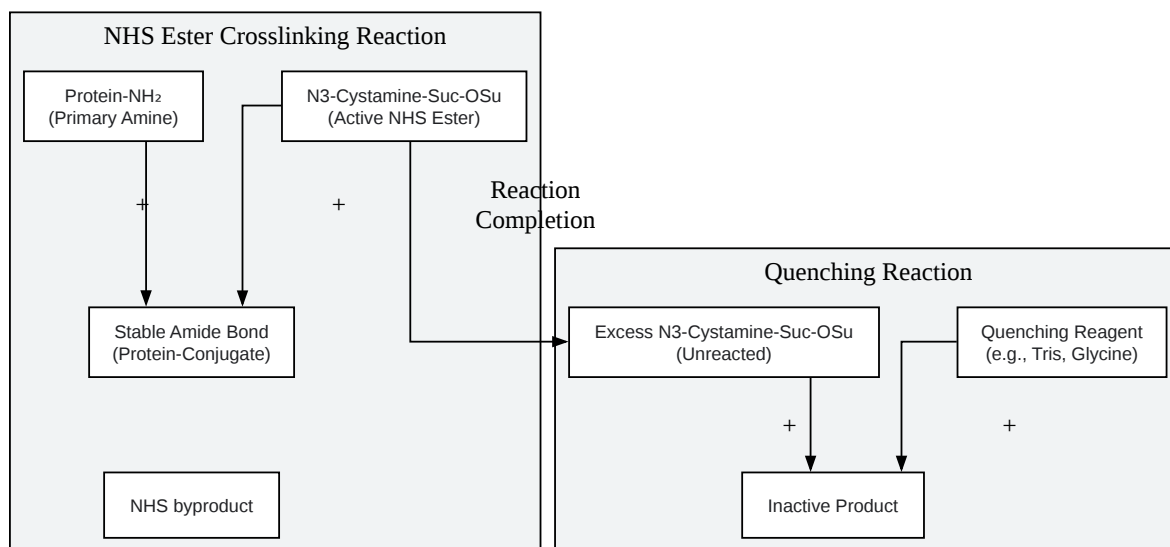 NHS Ester Crosslinking Reaction
Protein-NH₂
(Primary Amine)
N3-Cystamine-Suc-OSu
(Active NHS Ester)
+
+
Reaction
Completion
Stable Amide Bond
(Protein-Conjugate)
NHS byproduct
Quenching Reaction
Excess N3-Cystamine-Suc-OSu
(Unreacted)
Quenching Reagent
(e.g., Tris, Glycine)
+
+
Inactive Product